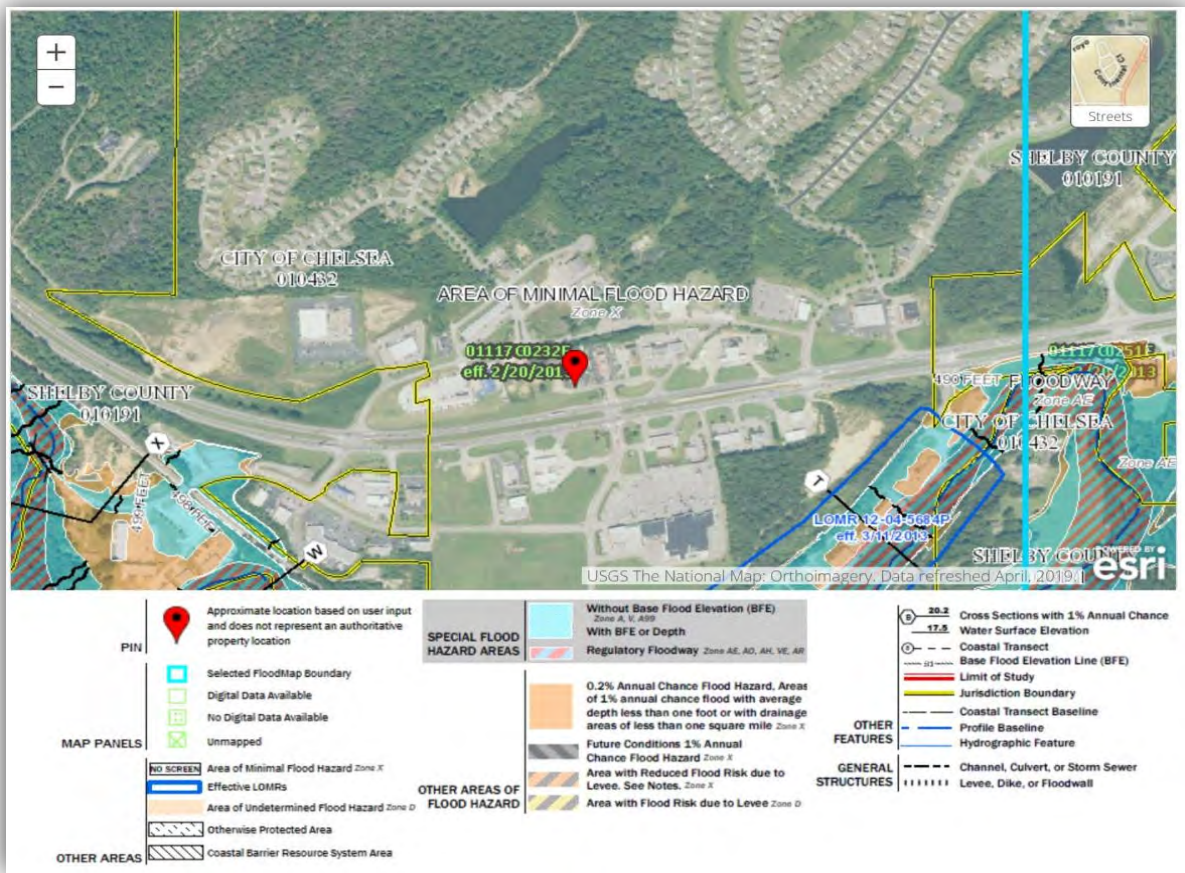 +
−
Streets
SHELBY COUNTY
010191
CITY OF CHELSEA
010432
AREA OF MINIMAL FLOOD HAZARD
Zone X
01117C0232E
eff. 2/20/201
01117C0251E
2013
SHELBY COUNTY
010191
490 FEET
FLOODWAY
Zone AE
CITY OF CHELSEA
010432
Zone AE
X
499 FEET
498 FEET
W
T
LOMR 12-04-5684P
eff. 3/11/2013
SHELBY COUNTY
POWERED BY
esri
USGS The National Map: Orthoimagery. Data refreshed April, 2019.
PIN
Approximate location based on user input
and does not represent an authoritative
property location
MAP PANELS
Selected FloodMap Boundary
Digital Data Available
No Digital Data Available
Unmapped
OTHER AREAS
NO SCREEN Area of Minimal Flood Hazard Zone X
Effective LOMRs
Area of Undetermined Flood Hazard Zone D
Otherwise Protected Area
Coastal Barrier Resource System Area
SPECIAL FLOOD
HAZARD AREAS
Without Base Flood Elevation (BFE)
Zone A, V, A99
With BFE or Depth
Regulatory Floodway Zone AE, AO, AH, VE, AR
OTHER AREAS OF
FLOOD HAZARD
0.2% Annual Chance Flood Hazard, Areas
of 1% annual chance flood with average
depth less than one foot or with drainage
areas of less than one square mile Zone X
Future Conditions 1% Annual
Chance Flood Hazard Zone X
Area with Reduced Flood Risk due to
Levee. See Notes. Zone X
Area with Flood Risk due to Levee Zone D
OTHER
FEATURES
B 20.2 Cross Sections with 1% Annual Chance
17.5 Water Surface Elevation
Coastal Transect
Base Flood Elevation Line (BFE)
Limit of Study
Jurisdiction Boundary
Coastal Transect Baseline
Profile Baseline
Hydrographic Feature
GENERAL
STRUCTURES
Channel, Culvert, or Storm Sewer
Levee, Dike, or Floodwall